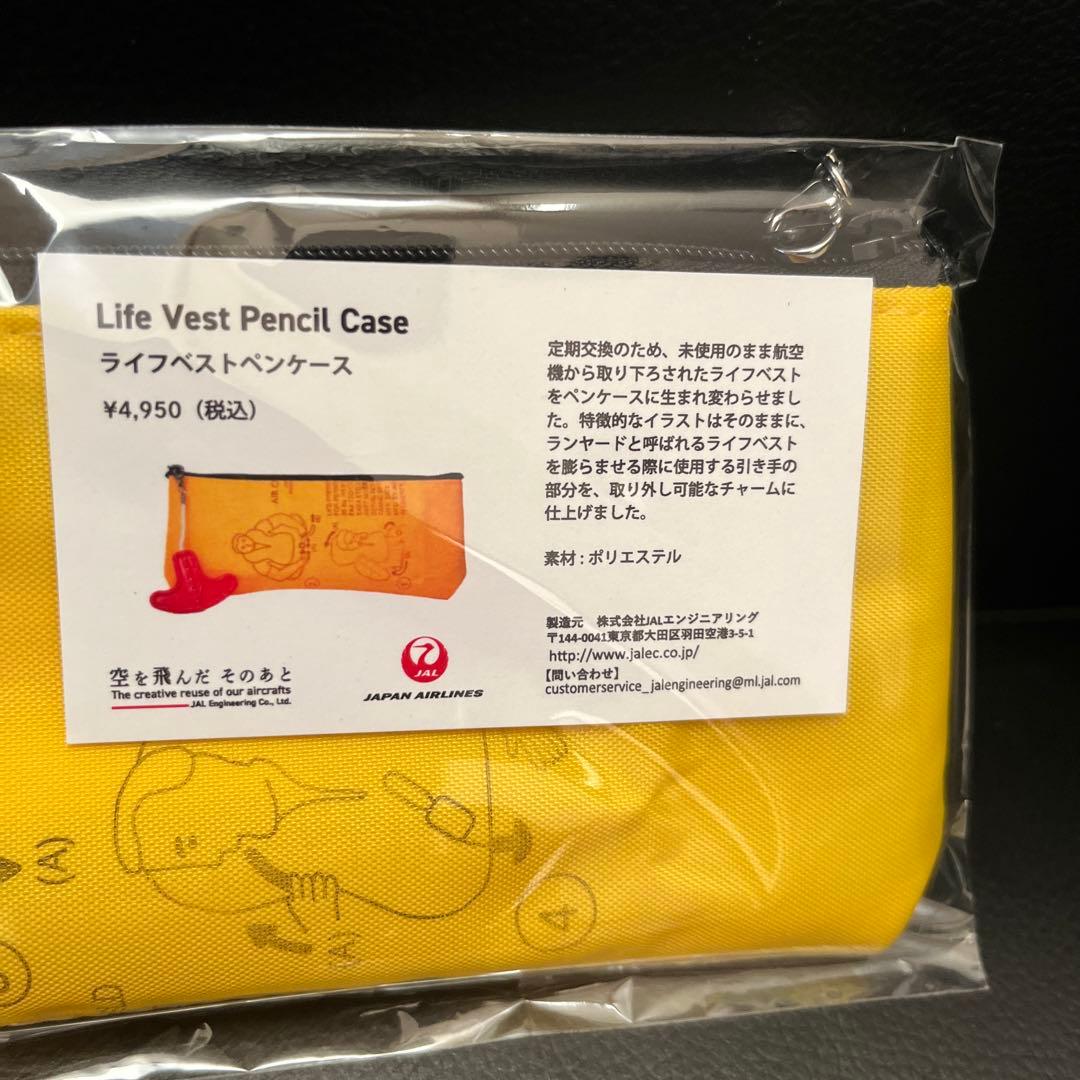 Life Vest Pencil Case
ライフベストペンケース
¥4,950（税込）
定期交換のため、未使用のまま航空
機から取り下ろされたライフベスト
をペンケースに生まれ変わらせまし
た。特徴的なイラストはそのままに、
ランヤードと呼ばれるライフベスト
を膨らませる際に使用する引き手の
部分を、取り外し可能なチャームに
仕上げました。
素材 : ポリエステル
製造元　株式会社JALエンジニアリング
〒144-0041東京都大田区羽田空港3-5-1
http://www.jalec.co.jp/
【問い合わせ】
customerservice_jalengineering@ml.jal.com
空を飛んだ そのあと
The creative reuse of our aircrafts
JAL Engineering Co., Ltd.
JAL
JAPAN AIRLINES
(A)
(A)
4